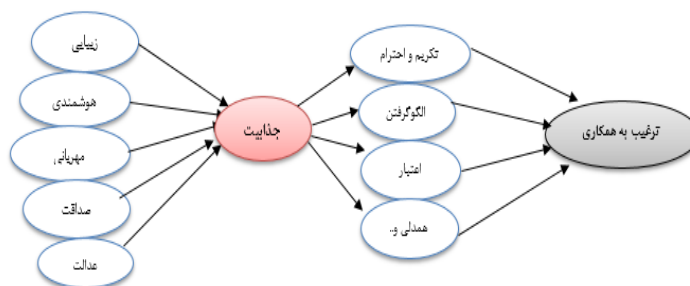 زیبایی
هوشمندی
مهربانی
صداقت
عدالت
جذابیت
تکریم و احترام
الگوگرفتن
اعتبار
همدلی و..
ترغیب به همکاری